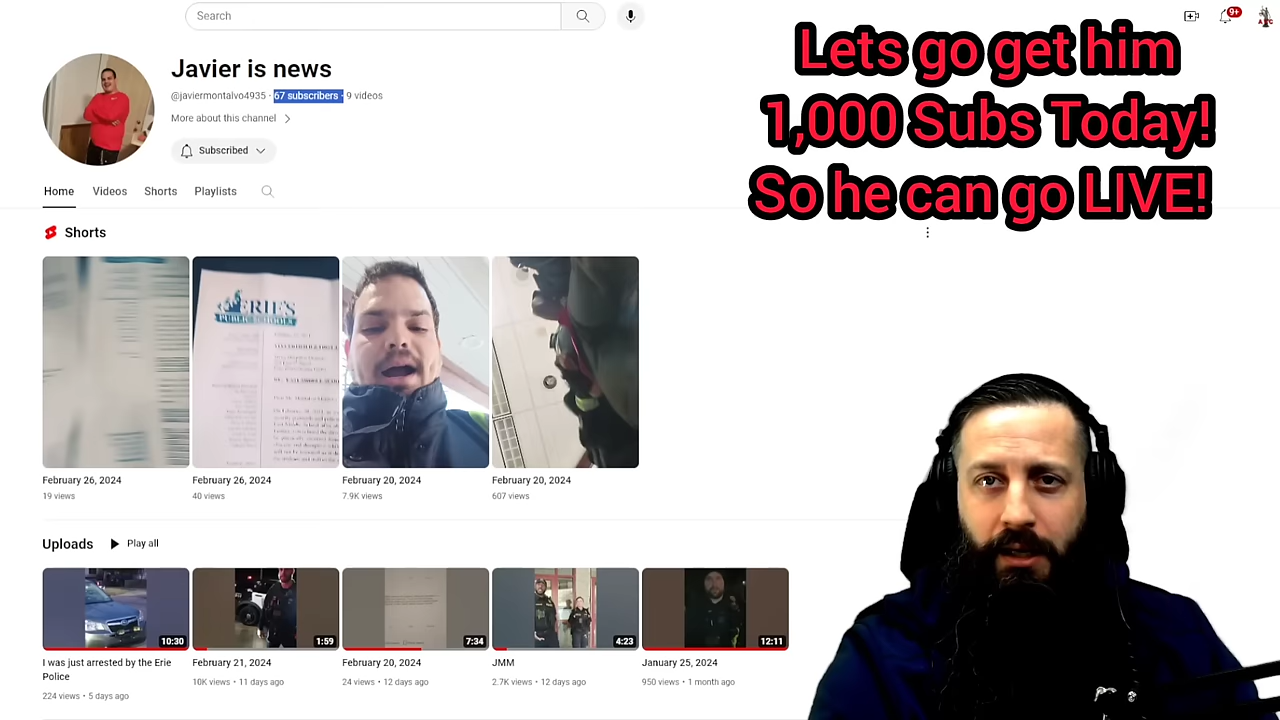 Search
9+
Lets go get him
1,000 Subs Today!
So he can go LIVE!
Javier is news
@javiermontalvo4935 · 67 subscribers · 9 videos
More about this channel
Subscribed
Home Videos Shorts Playlists
Shorts
ERIE'S
PUBLIC SCHOOLS
February 26, 2024
19 views
February 26, 2024
40 views
February 20, 2024
7.9K views
February 20, 2024
607 views
Uploads Play all
10:30
1:59
7:34
4:23
12:11
I was just arrested by the Erie
Police
224 views · 5 days ago
February 21, 2024
10K views · 11 days ago
February 20, 2024
24 views · 12 days ago
JMM
2.7K views · 12 days ago
January 25, 2024
950 views · 1 month ago